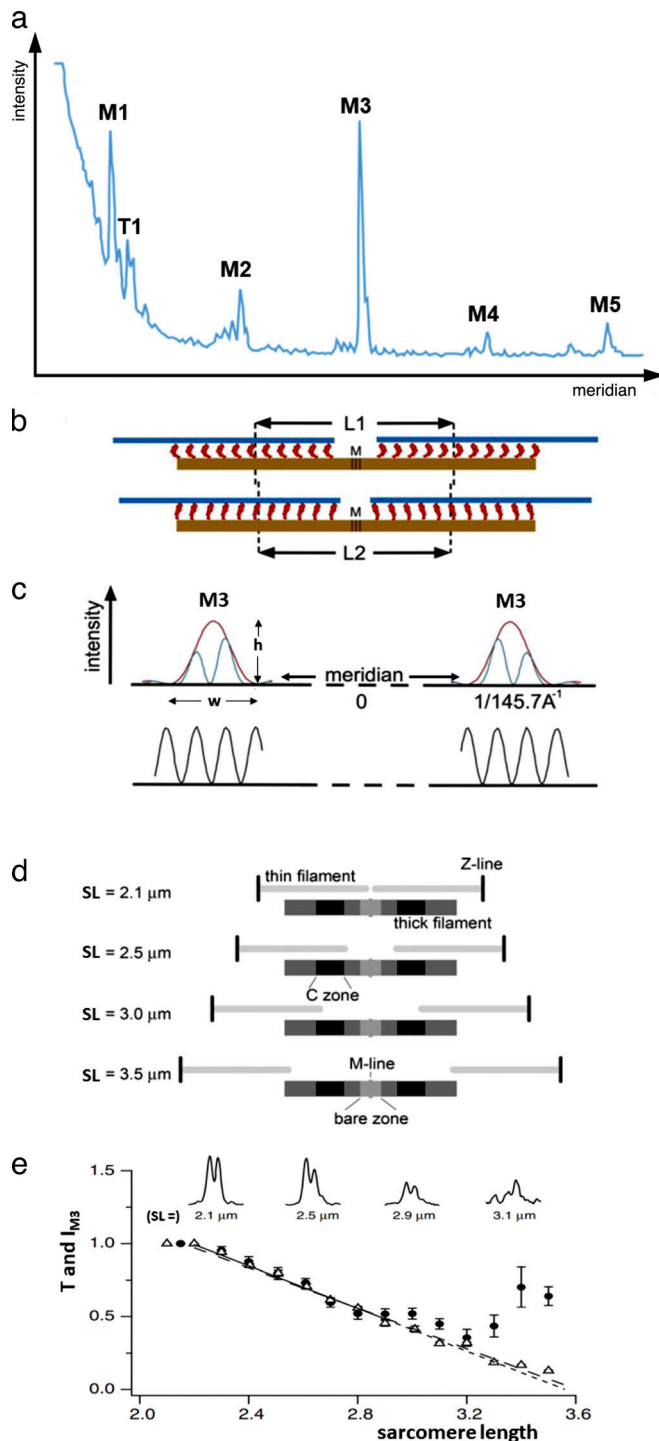 a
intensity
M1
T1
M2
M3
M4
M5
meridian
b
L1
M
M
L2
c
intensity
M3
M3
h
w
meridian
0
1/145.7A⁻¹
d
Z-line
thin filament
SL = 2.1 μm
thick filament
SL = 2.5 μm
C zone
SL = 3.0 μm
M-line
SL = 3.5 μm
bare zone
e
T and I_M3
1.5
1.0
0.5
0.0
(SL =)
2.1 μm
2.5 μm
2.9 μm
3.1 μm
2.0
2.4
2.8
3.2
3.6
sarcomere length